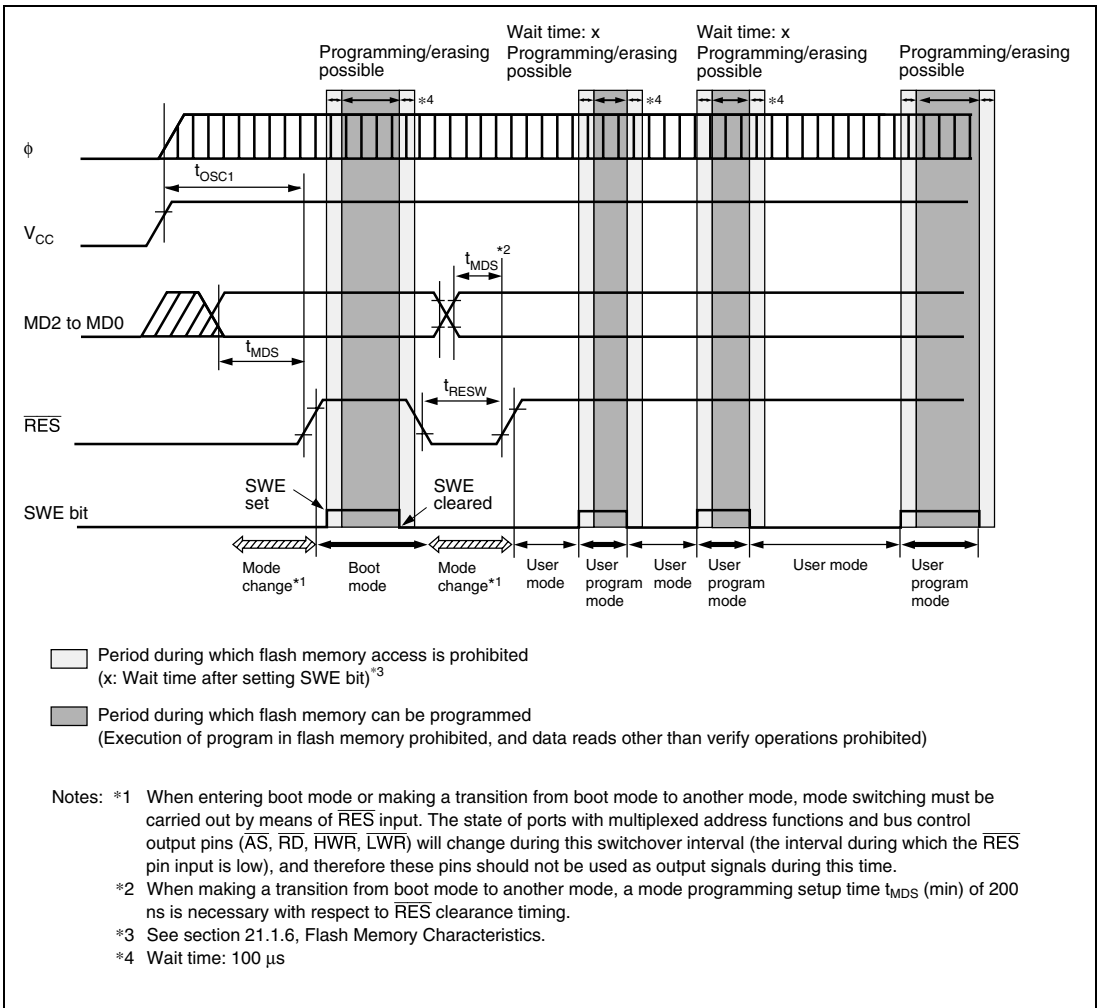 Wait time: x
Programming/erasing
possible
Wait time: x
Programming/erasing
possible
Programming/erasing
possible
Programming/erasing
possible
*4
*4
*4
ϕ
tOSC1
VCC
tMDS*2
MD2 to MD0
tMDS
tRESW
RES
SWE
set
SWE
cleared
SWE bit
Mode
change*1
Boot
mode
Mode
change*1
User
mode
User
program
mode
User
mode
User
program
mode
User mode
User
program
mode
Period during which flash memory access is prohibited
(x: Wait time after setting SWE bit)*3
Period during which flash memory can be programmed
(Execution of program in flash memory prohibited, and data reads other than verify operations prohibited)
Notes: *1 When entering boot mode or making a transition from boot mode to another mode, mode switching must be
carried out by means of RES input. The state of ports with multiplexed address functions and bus control
output pins (AS, RD, HWR, LWR) will change during this switchover interval (the interval during which the RES
pin input is low), and therefore these pins should not be used as output signals during this time.
*2 When making a transition from boot mode to another mode, a mode programming setup time tMDS (min) of 200
ns is necessary with respect to RES clearance timing.
*3 See section 21.1.6, Flash Memory Characteristics.
*4 Wait time: 100 μs